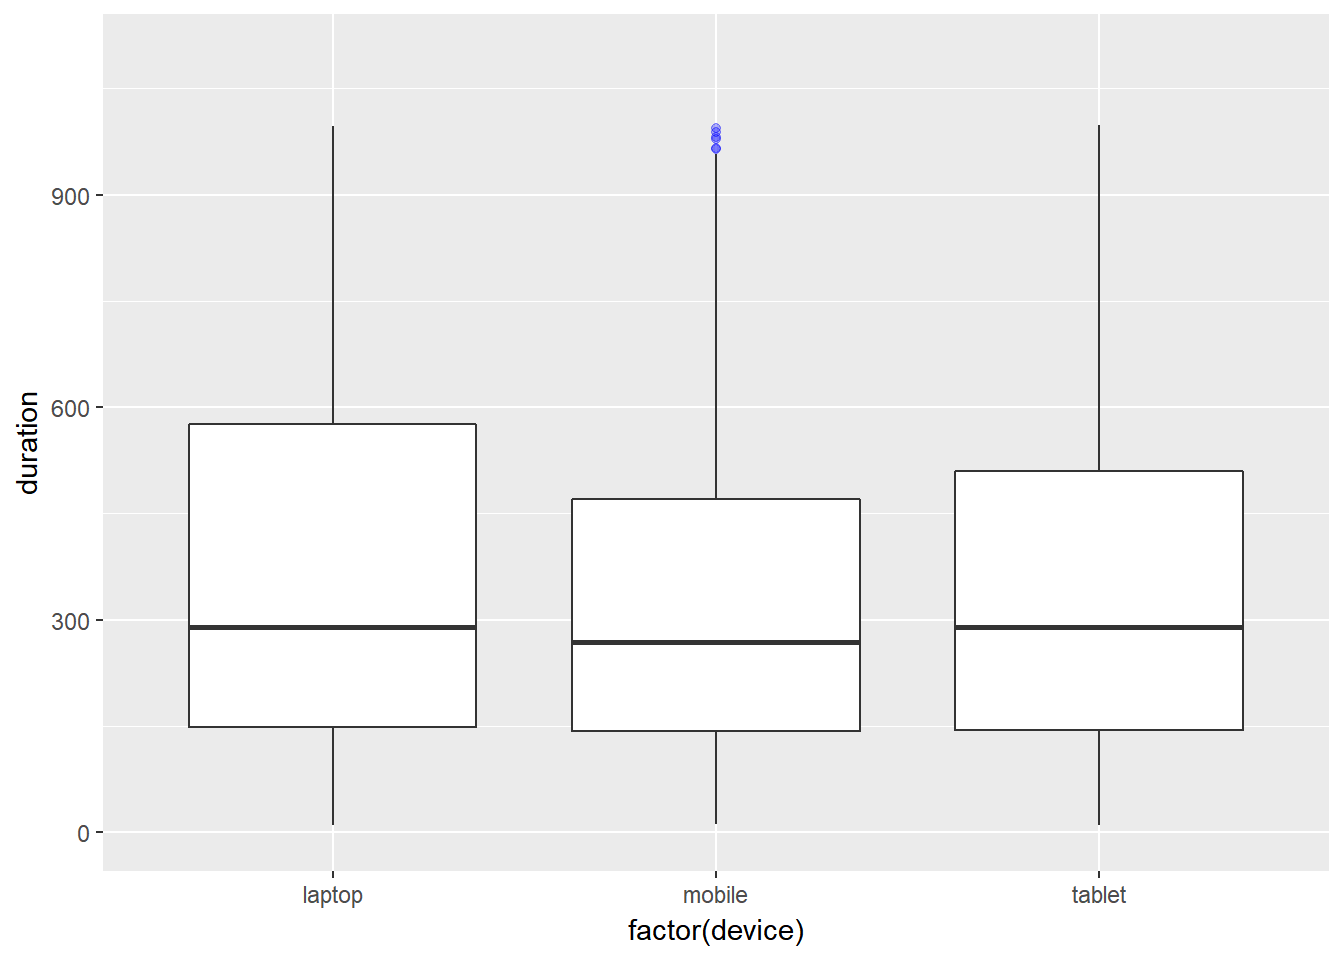 duration
900
600
300
0
laptop mobile tablet
factor(device)